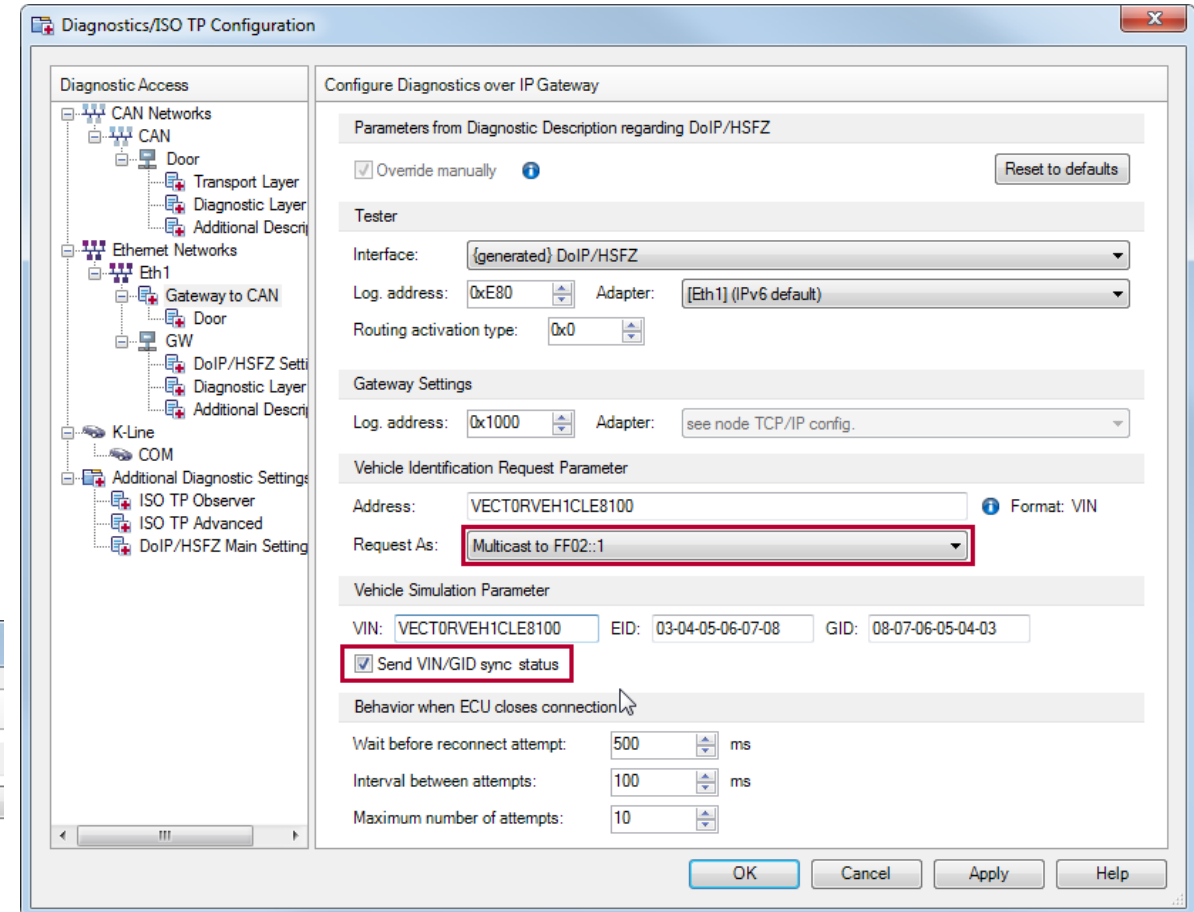 Diagnostics/ISO TP Configuration
Diagnostic Access
CAN Networks
CAN
Door
Transport Layer
Diagnostic Layer
Additional Descrip
Ethernet Networks
Eth1
Gateway to CAN
Door
GW
DoIP/HSFZ Setti
Diagnostic Layer
Additional Descrip
K-Line
COM
Additional Diagnostic Settings
ISO TP Observer
ISO TP Advanced
DoIP/HSFZ Main Setting
Configure Diagnostics over IP Gateway
Parameters from Diagnostic Description regarding DoIP/HSFZ
Override manually Reset to defaults
Tester
Interface: {generated} DoIP/HSFZ
Log. address: 0xE80 Adapter: [Eth1] (IPv6 default)
Routing activation type: 0x0
Gateway Settings
Log. address: 0x1000 Adapter: see node TCP/IP config.
Vehicle Identification Request Parameter
Address: VECT0RVEH1CLE8100 Format: VIN
Request As: Multicast to FF02::1
Vehicle Simulation Parameter
VIN: VECT0RVEH1CLE8100 EID: 03-04-05-06-07-08 GID: 08-07-06-05-04-03
Send VIN/GID sync status
Behavior when ECU closes connection
Wait before reconnect attempt: 500 ms
Interval between attempts: 100 ms
Maximum number of attempts: 10
OK Cancel Apply Help